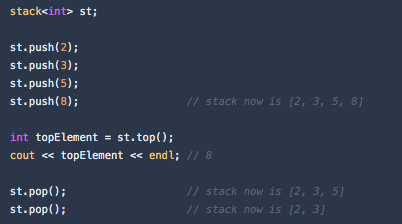 stack<int> st;
st.push(2);
st.push(3);
st.push(5);
st.push(8); // stack now is [2, 3, 5, 8]
int topElement = st.top();
cout << topElement << endl; // 8
st.pop(); // stack now is [2, 3, 5]
st.pop(); // stack now is [2, 3]